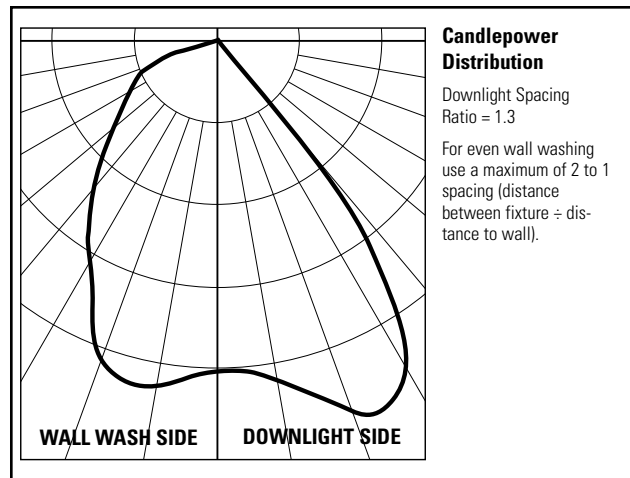 Candlepower
Distribution
Downlight Spacing
Ratio = 1.3
For even wall washing
use a maximum of 2 to 1
spacing (distance
between fixture ÷ dis-
tance to wall).
WALL WASH SIDE
DOWNLIGHT SIDE